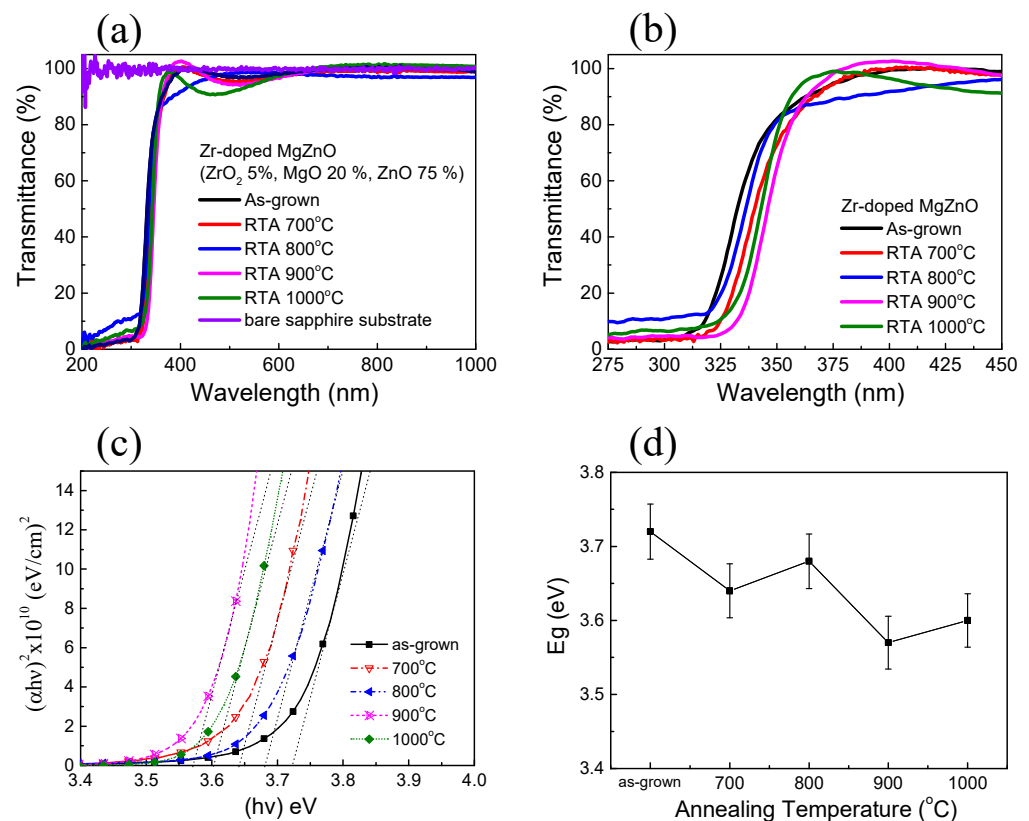 (a)
Transmittance (%)
100
80
60
40
20
0
Zr-doped MgZnO
(ZrO₂ 5%, MgO 20 %, ZnO 75 %)
As-grown
RTA 700°C
RTA 800°C
RTA 900°C
RTA 1000°C
bare sapphire substrate
200 400 600 800 1000
Wavelength (nm)
(b)
Transmittance (%)
100
80
60
40
20
0
Zr-doped MgZnO
As-grown
RTA 700°C
RTA 800°C
RTA 900°C
RTA 1000°C
275 300 325 350 375 400 425 450
Wavelength (nm)
(c)
(αhν)²x10¹⁰ (eV/cm)²
14
12
10
8
6
4
2
0
as-grown
700°C
800°C
900°C
1000°C
3.4 3.5 3.6 3.7 3.8 3.9 4.0
(hν) eV
(d)
Eg (eV)
3.8
3.7
3.6
3.5
3.4
as-grown 700 800 900 1000
Annealing Temperature (°C)